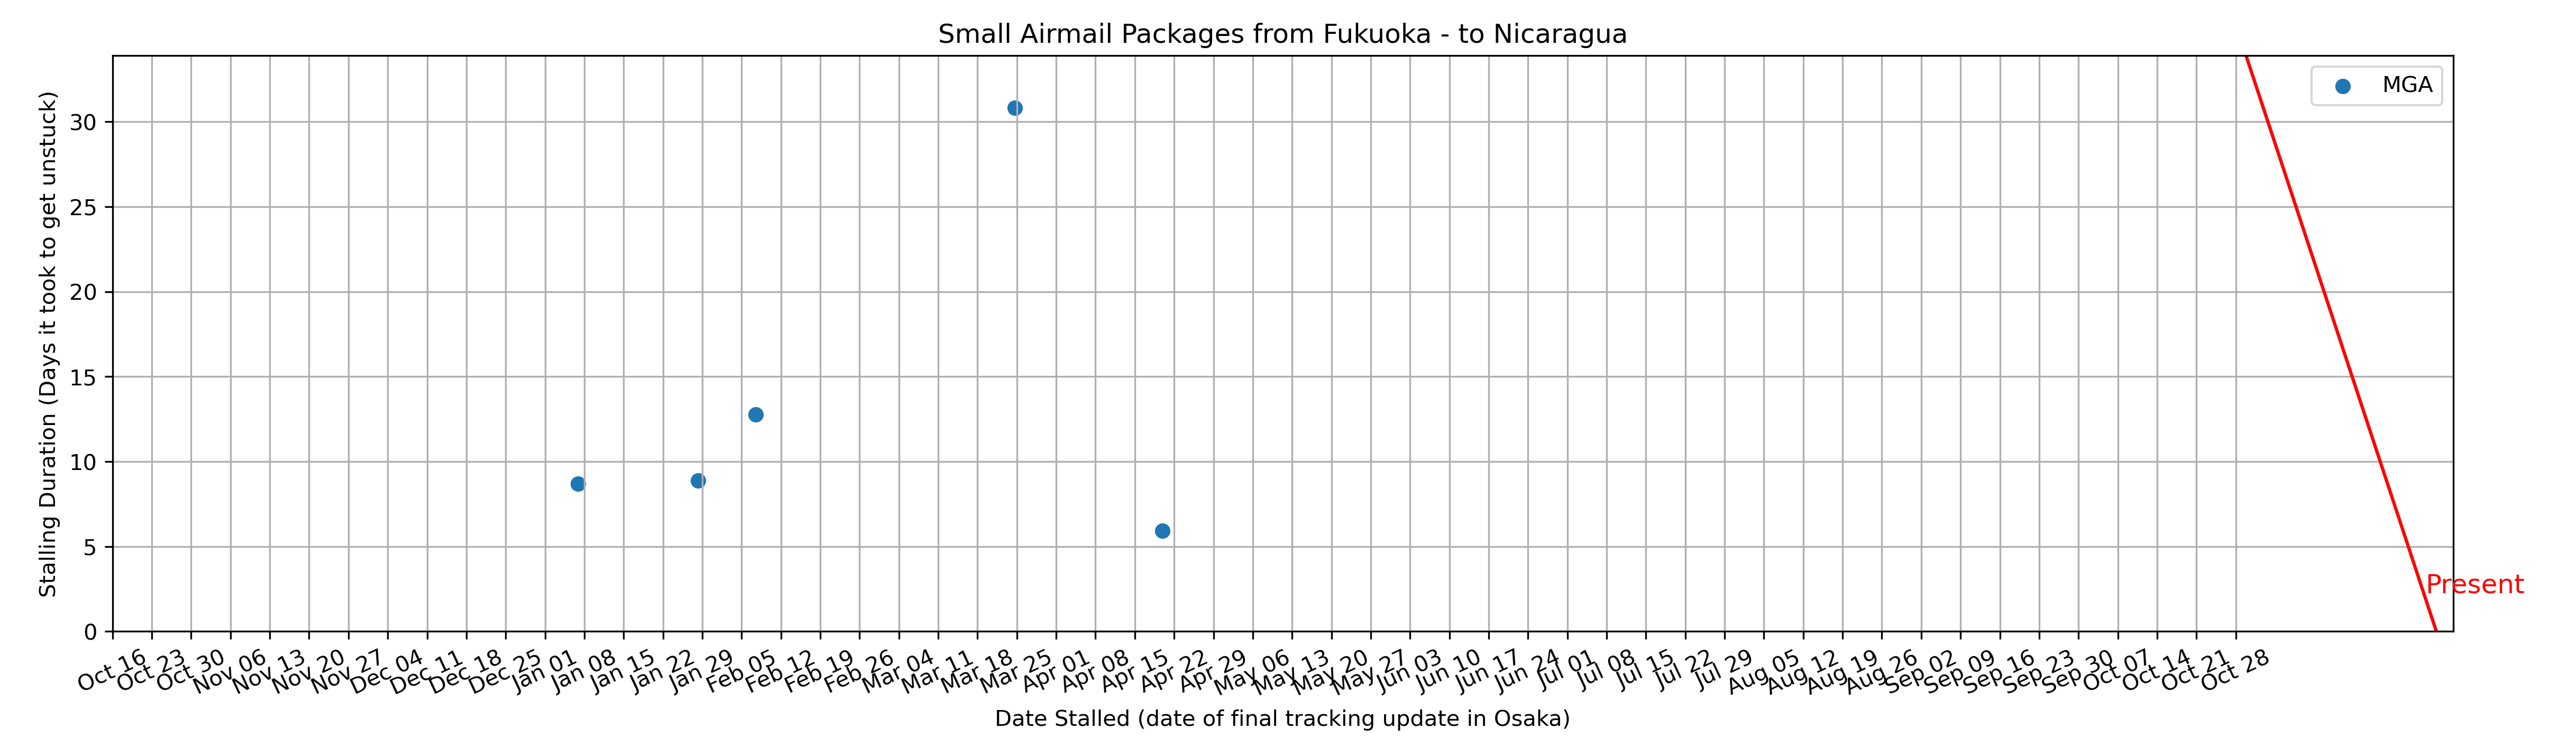 Small Airmail Packages from Fukuoka - to Nicaragua
MGA
Stalling Duration (Days it took to get unstuck)
30
25
20
15
10
5
0
Present
Oct 16 Oct 23 Oct 30 Nov 06 Nov 13 Nov 20 Nov 27 Dec 04 Dec 11 Dec 18 Dec 25 Jan 01 Jan 08 Jan 15 Jan 22 Jan 29 Feb 05 Feb 12 Feb 19 Feb 26 Mar 04 Mar 11 Mar 18 Mar 25 Apr 01 Apr 08 Apr 15 Apr 22 Apr 29 May 06 May 13 May 20 May 27 Jun 03 Jun 10 Jun 17 Jun 24 Jul 01 Jul 08 Jul 15 Jul 22 Jul 29 Aug 05 Aug 12 Aug 19 Aug 26 Sep 02 Sep 09 Sep 16 Sep 23 Sep 30 Oct 07 Oct 14 Oct 21 Oct 28
Date Stalled (date of final tracking update in Osaka)